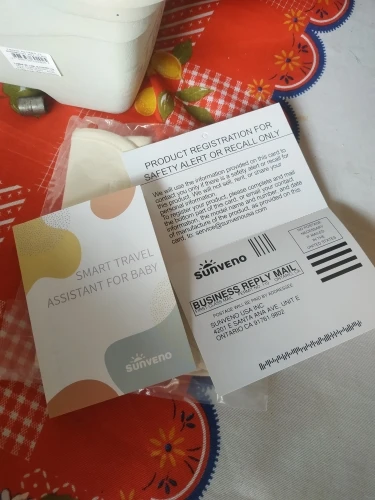 PRODUCT REGISTRATION FOR
SAFETY ALERT OR RECALL ONLY
We will use the information provided on this card to
contact you only if there is a safety alert or recall for
this product. We will not sell, rent, or share your
personal information.
To register your product, please complete and mail
the bottom part of this card, or email your contact
information, the model name and number, and date
of manufacture of the product, as provided on this
card, to: service@sunvenousa.com
SUNVENO
NO POSTAGE
NECESSARY
IF MAILED
IN THE
UNITED STATES
BUSINESS REPLY MAIL
POSTAGE WILL BE PAID BY ADDRESSEE
SUNVENO USA INC
4201 E SANTA ANA AVE UNIT E
ONTARIO CA 91761-9802
SMART TRAVEL
ASSISTANT FOR BABY
SUNVENO